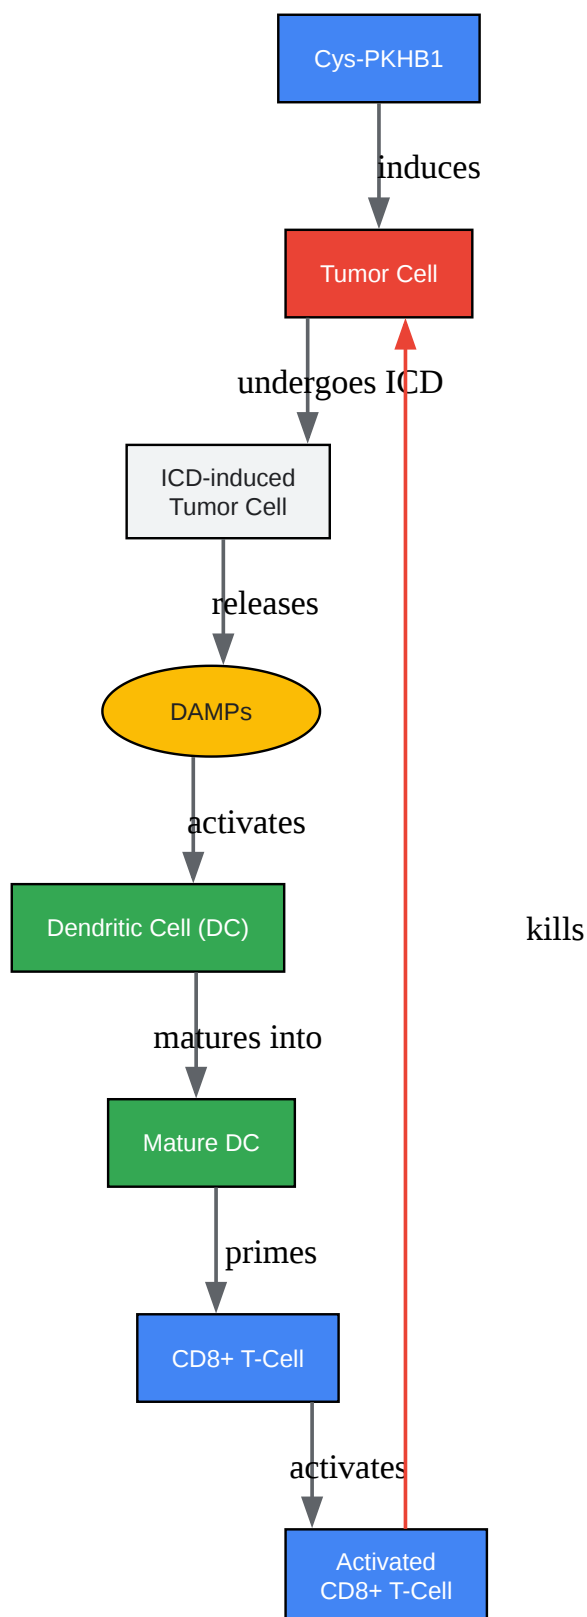 Cys-PKHB1
induces
Tumor Cell
undergoes ICD
ICD-induced
Tumor Cell
releases
DAMPs
activates
Dendritic Cell (DC)
kills
matures into
Mature DC
primes
CD8+ T-Cell
activates
Activated
CD8+ T-Cell